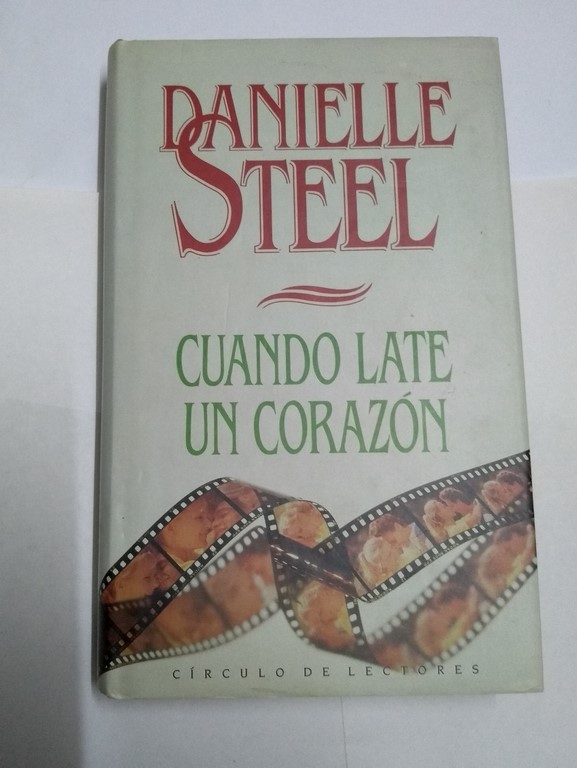 DANIELLE
STEEL
CUANDO LATE
UN CORAZÓN
CÍRCULO DE LECTORES